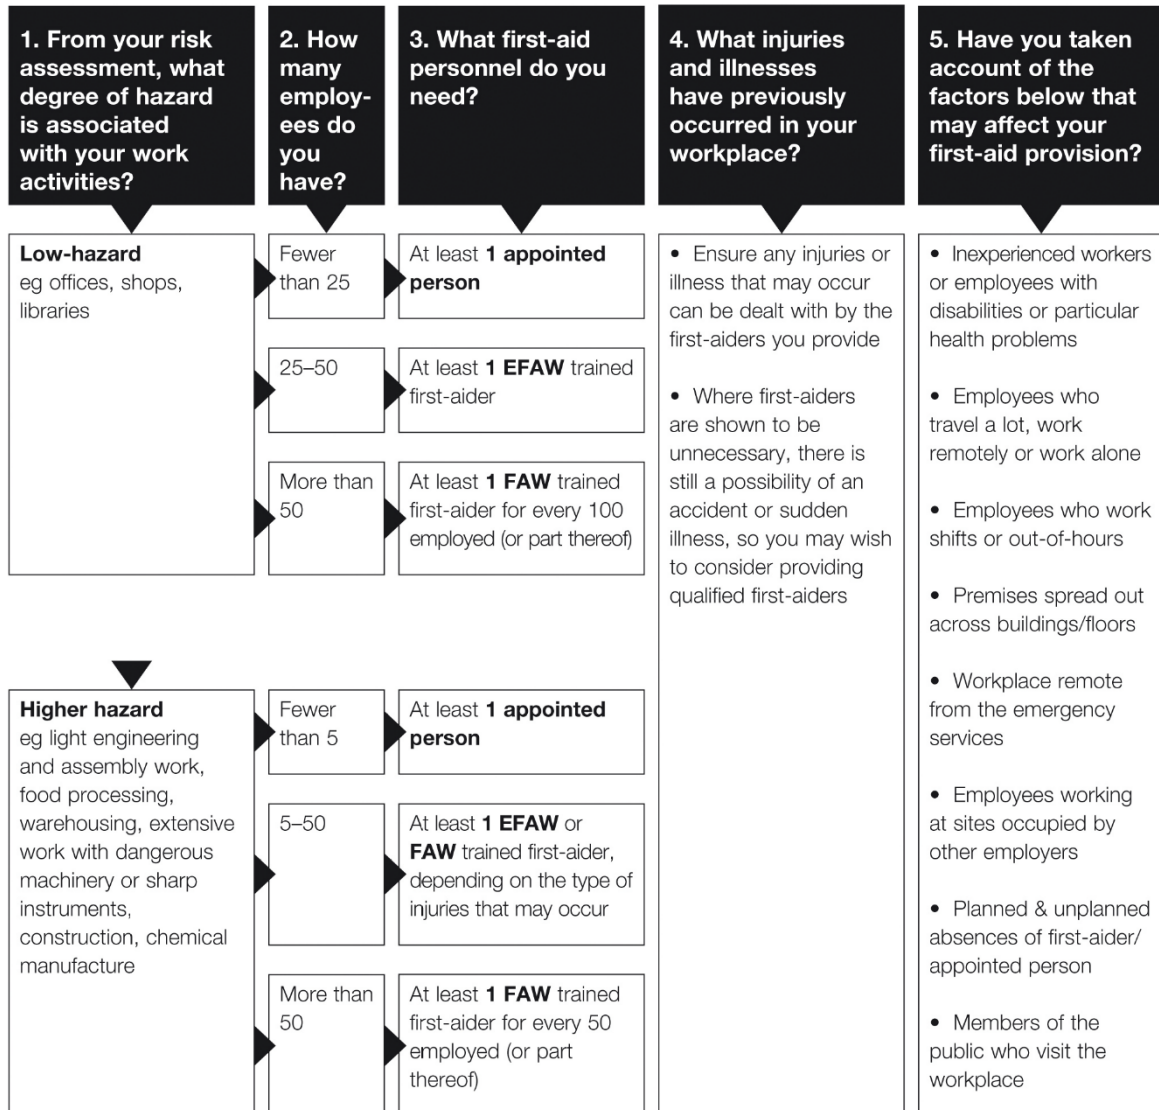 1. From your risk
assessment, what
degree of hazard
is associated
with your work
activities?
2. How
many
employ-
ees do
you
have?
3. What first-aid
personnel do you
need?
4. What injuries
and illnesses
have previously
occurred in your
workplace?
5. Have you taken
account of the
factors below that
may affect your
first-aid provision?
Low-hazard
eg offices, shops,
libraries
Fewer
than 25
At least 1 appointed
person
25–50
At least 1 EFAW trained
first-aider
More than
50
At least 1 FAW trained
first-aider for every 100
employed (or part thereof)
Higher hazard
eg light engineering
and assembly work,
food processing,
warehousing, extensive
work with dangerous
machinery or sharp
instruments,
construction, chemical
manufacture
Fewer
than 5
At least 1 appointed
person
5–50
At least 1 EFAW or
FAW trained first-aider,
depending on the type of
injuries that may occur
More than
50
At least 1 FAW trained
first-aider for every 50
employed (or part
thereof)
• Ensure any injuries or
illness that may occur
can be dealt with by the
first-aiders you provide
• Where first-aiders
are shown to be
unnecessary, there is
still a possibility of an
accident or sudden
illness, so you may wish
to consider providing
qualified first-aiders
• Inexperienced workers
or employees with
disabilities or particular
health problems
• Employees who
travel a lot, work
remotely or work alone
• Employees who work
shifts or out-of-hours
• Premises spread out
across buildings/floors
• Workplace remote
from the emergency
services
• Employees working
at sites occupied by
other employers
• Planned & unplanned
absences of first-aider/
appointed person
• Members of the
public who visit the
workplace